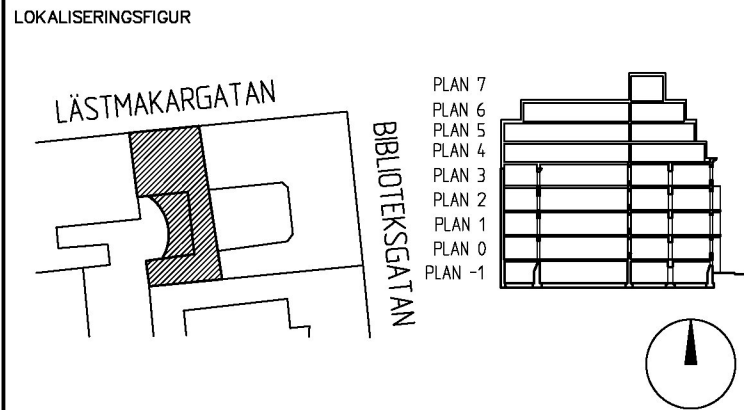 LOKALISERINGSFIGUR
LÄSTMAKARGATAN
BIBLIOTEKSGATAN
PLAN 7
PLAN 6
PLAN 5
PLAN 4
PLAN 3
PLAN 2
PLAN 1
PLAN 0
PLAN -1